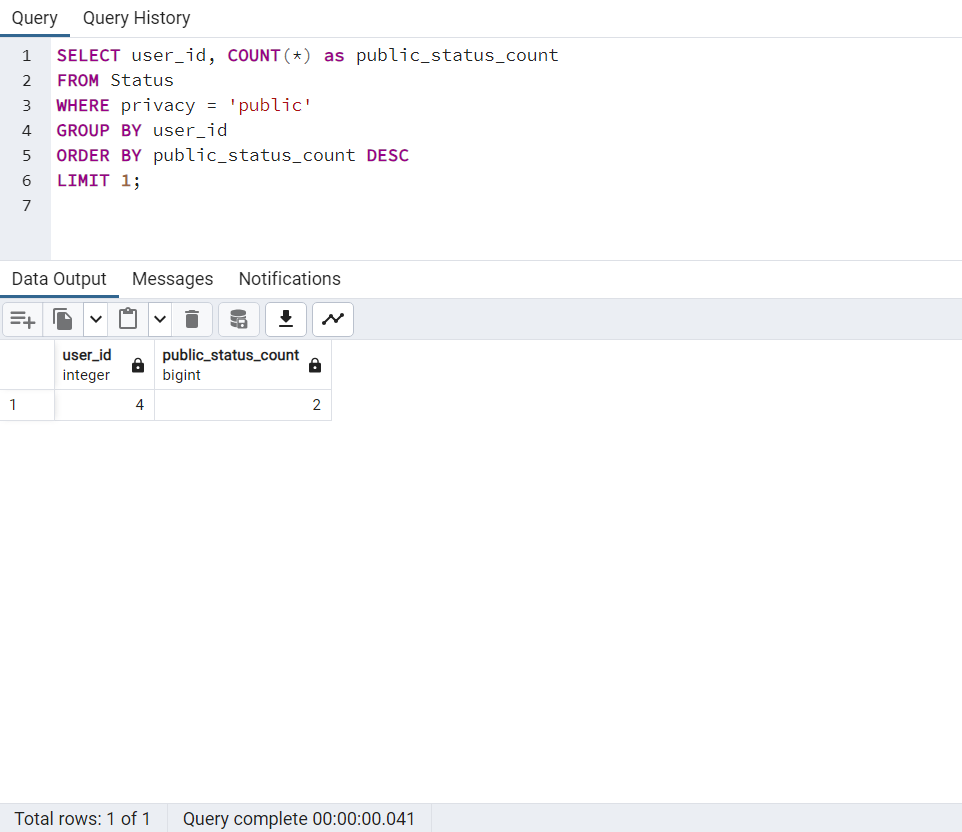 Query Query History
1 SELECT user_id, COUNT(*) as public_status_count
2 FROM Status
3 WHERE privacy = 'public'
4 GROUP BY user_id
5 ORDER BY public_status_count DESC
6 LIMIT 1;
7
Data Output Messages Notifications
user_id public_status_count
integer bigint
1 4 2
Total rows: 1 of 1 Query complete 00:00:00.041